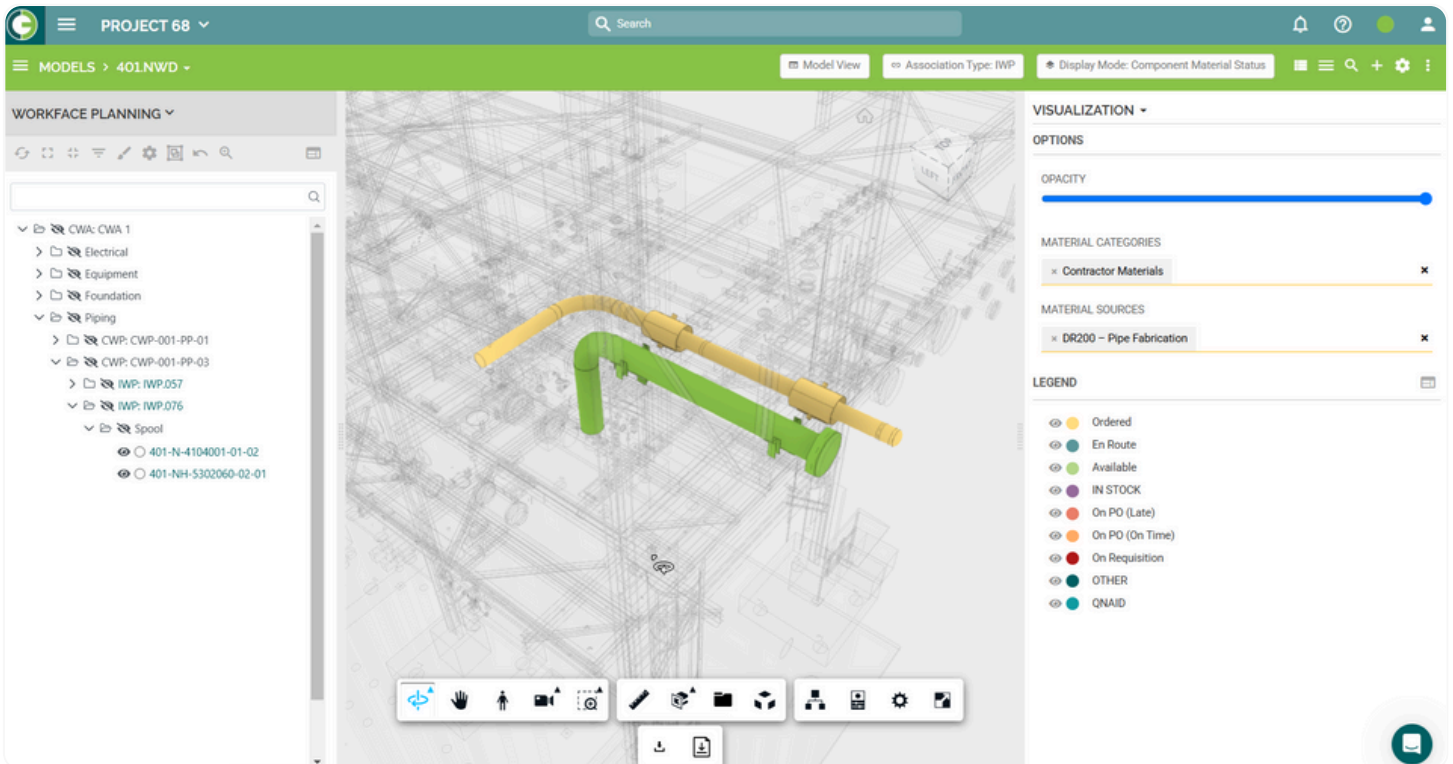 PROJECT 68
Search
MODELS > 401.NWD
Model View
Association Type: IWP
Display Mode: Component Material Status
WORKFACE PLANNING
CWA: CWA 1
Electrical
Equipment
Foundation
Piping
CWP: CWP-001-PP-01
CWP: CWP-001-PP-03
IWP: IWP.057
IWP: IWP.076
Spool
401-N-4104001-01-02
401-NH-5302060-02-01
TOP
LEFT
VISUALIZATION
OPTIONS
OPACITY
MATERIAL CATEGORIES
× Contractor Materials
MATERIAL SOURCES
× DR200 – Pipe Fabrication
LEGEND
Ordered
En Route
Available
IN STOCK
On PO (Late)
On PO (On Time)
On Requisition
OTHER
QNAID